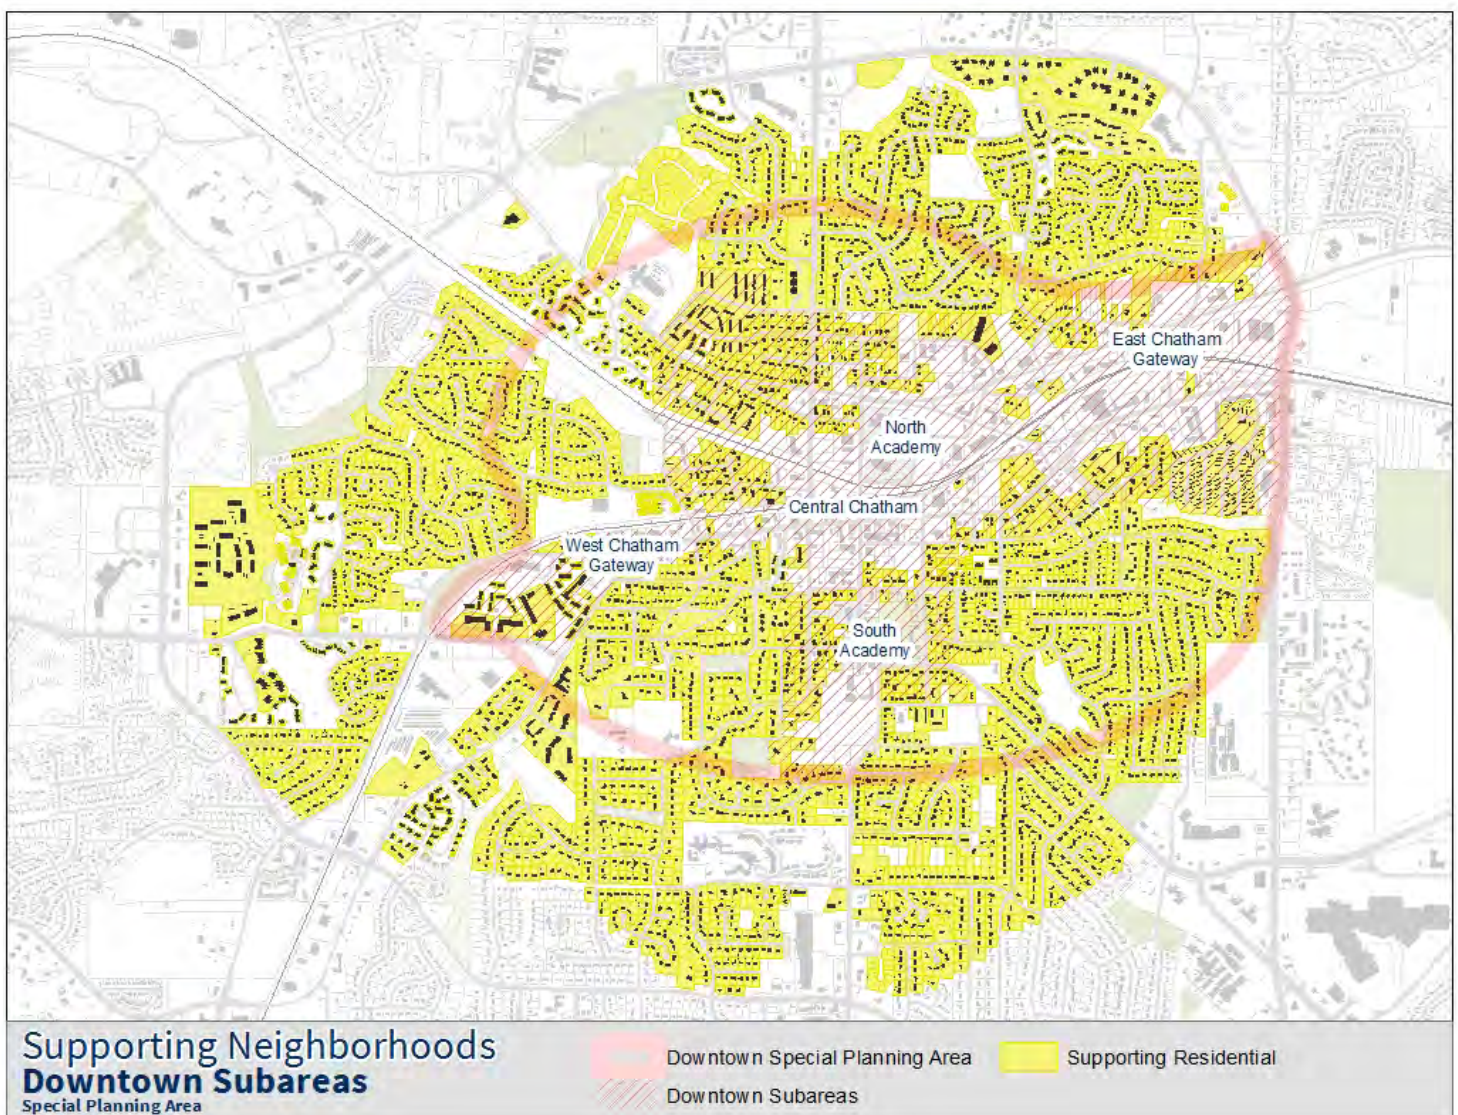 East Chatham
Gateway
North
Academy
Central Chatham
West Chatham
Gateway
South
Academy
Supporting Neighborhoods
Downtown Subareas
Special Planning Area
Downtown Special Planning Area
Supporting Residential
Downtown Subareas